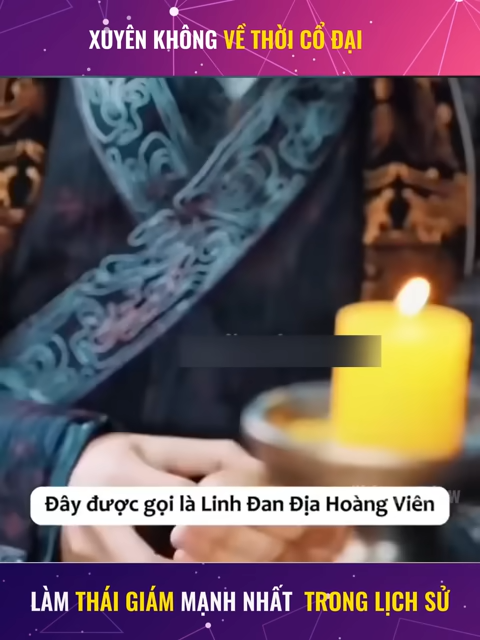 XUYÊN KHÔNG VỀ THỜI CỔ ĐẠI
Đây được gọi là Linh Đan Địa Hoàng Viên
LÀM THÁI GIÁM MẠNH NHẤT TRONG LỊCH SỬ